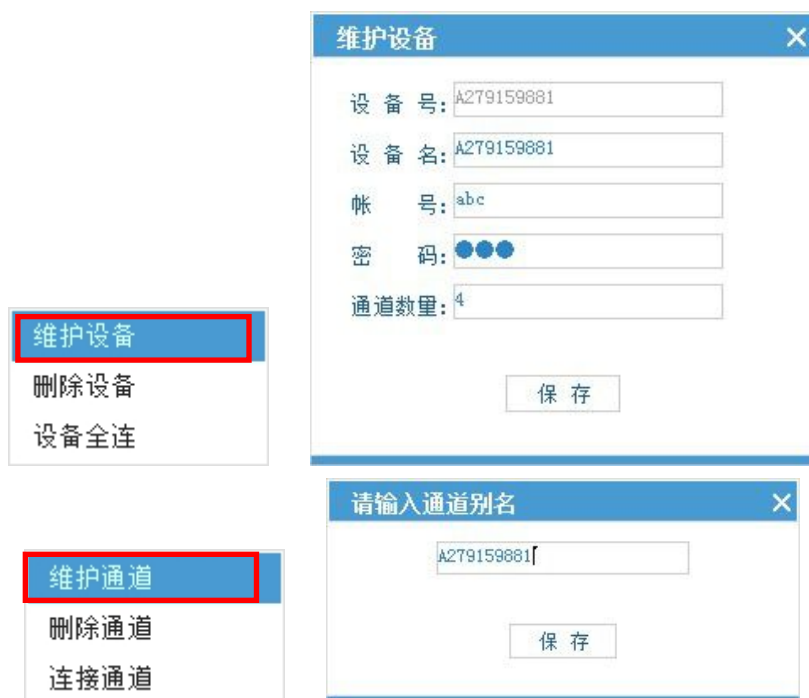 维护设备
设备号: A279159881
设备名: A279159881
帐号: abc
密码: ●●●
通道数量: 4
保存
维护设备
删除设备
设备全连
请输入通道别名
A279159881
保存
维护通道
删除通道
连接通道